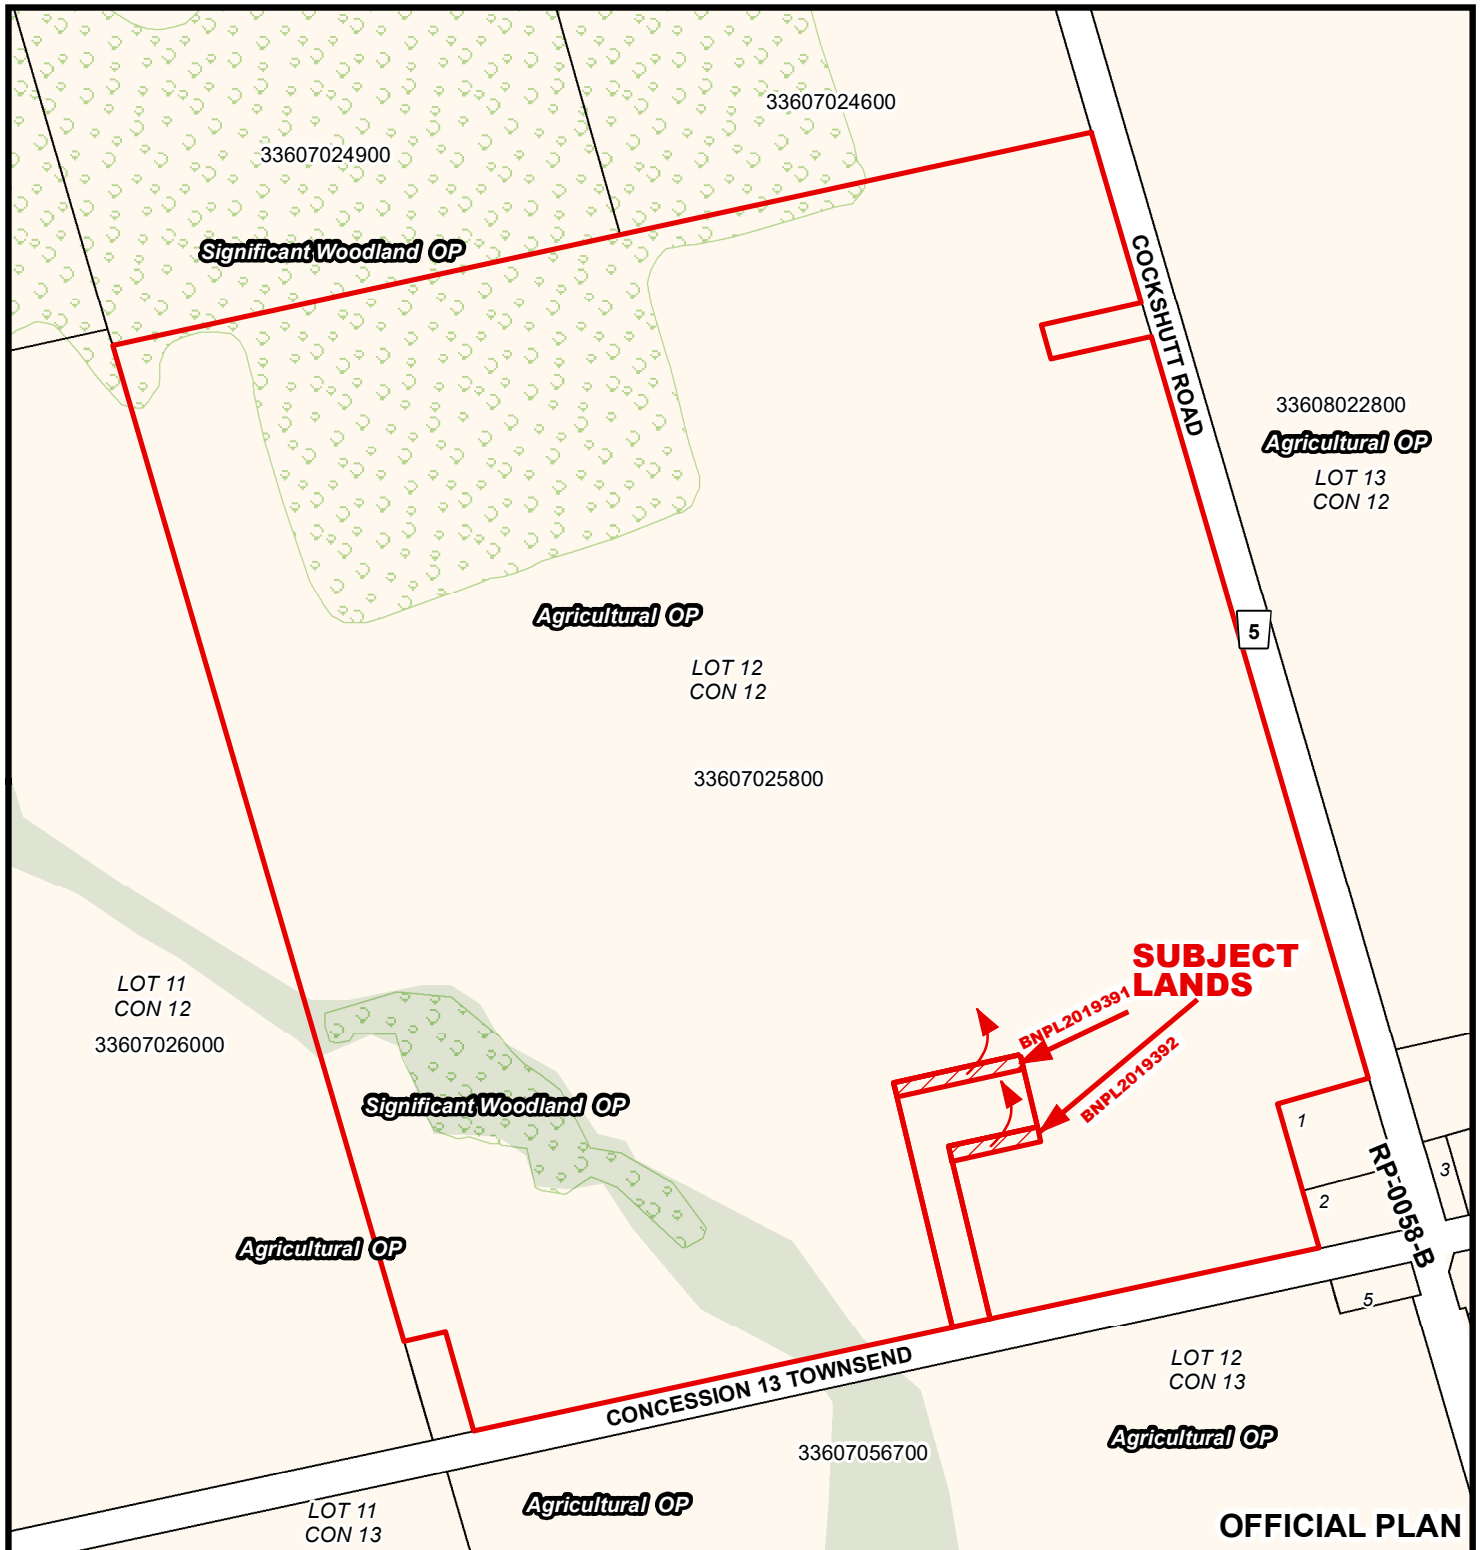 33607024600
33607024900
Significant Woodland OP
COCKSHUTT ROAD
33608022800
Agricultural OP
LOT 13
CON 12
Agricultural OP
5
LOT 12
CON 12
33607025800
SUBJECT
LANDS
BNPL2019391
BNPL2019392
LOT 11
CON 12
33607026000
Significant Woodland OP
1
RP-0058-B
3
2
Agricultural OP
5
CONCESSION 13 TOWNSEND
LOT 12
CON 13
Agricultural OP
33607056700
Agricultural OP
LOT 11
CON 13
OFFICIAL PLAN